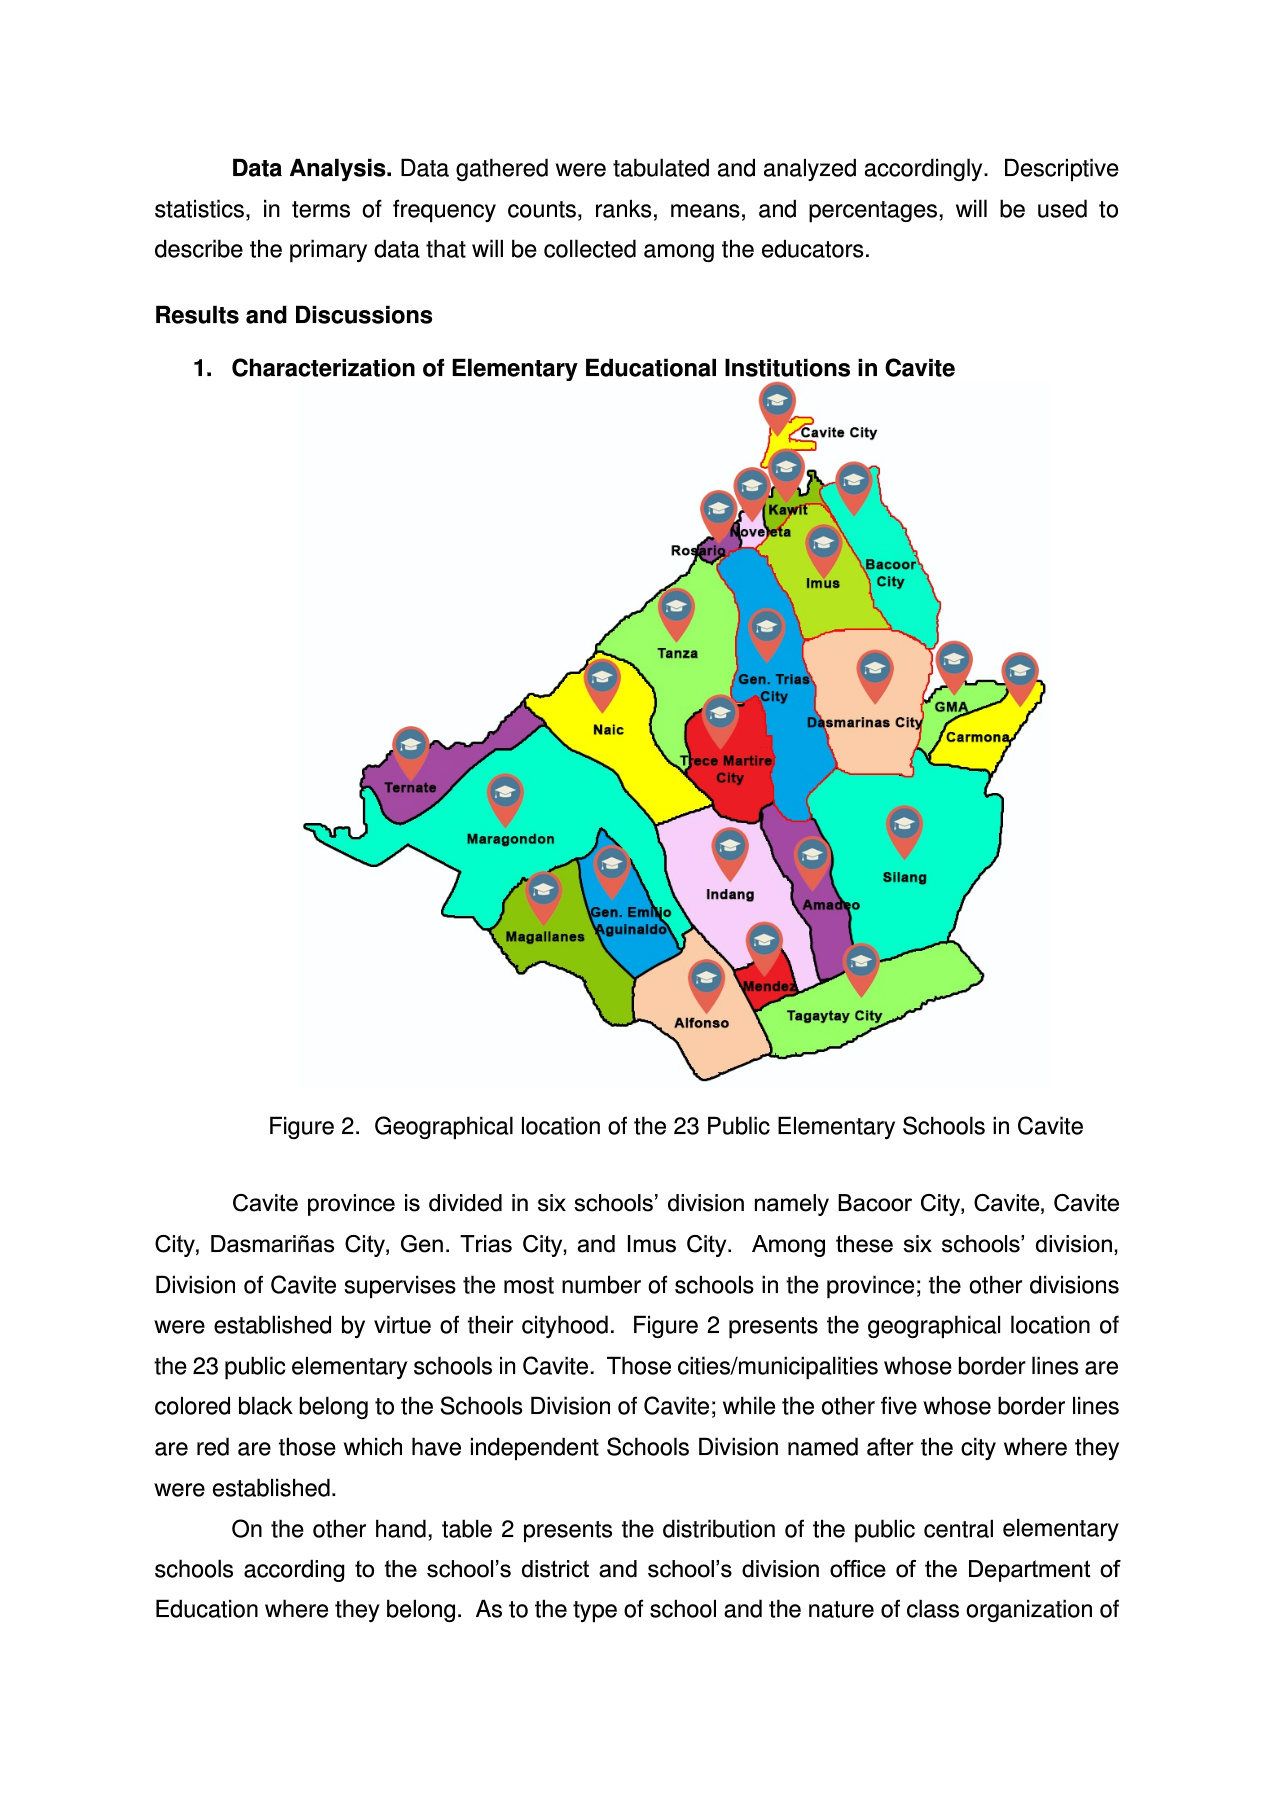 Data Analysis. Data gathered were tabulated and analyzed accordingly. Descriptive
statistics, in terms of frequency counts, ranks, means, and percentages, will be used to
describe the primary data that will be collected among the educators.
Results and Discussions
1. Characterization of Elementary Educational Institutions in Cavite
Cavite City
Kawit
Noveleta
Rosario
Bacoor
City
Imus
Tanza
Gen. Trias
City
GMA
Dasmarinas City
Naic
Carmona
Trece Martire
City
Ternate
Maragondon
Silang
Indang
Amadeo
Gen. Emilio
Aguinaldo
Magallanes
Mendez
Tagaytay City
Alfonso
Figure 2. Geographical location of the 23 Public Elementary Schools in Cavite
Cavite province is divided in six schools’ division namely Bacoor City, Cavite, Cavite
City, Dasmariñas City, Gen. Trias City, and Imus City. Among these six schools’ division,
Division of Cavite supervises the most number of schools in the province; the other divisions
were established by virtue of their cityhood. Figure 2 presents the geographical location of
the 23 public elementary schools in Cavite. Those cities/municipalities whose border lines are
colored black belong to the Schools Division of Cavite; while the other five whose border lines
are red are those which have independent Schools Division named after the city where they
were established.
On the other hand, table 2 presents the distribution of the public central elementary
schools according to the school’s district and school’s division office of the Department of
Education where they belong. As to the type of school and the nature of class organization of